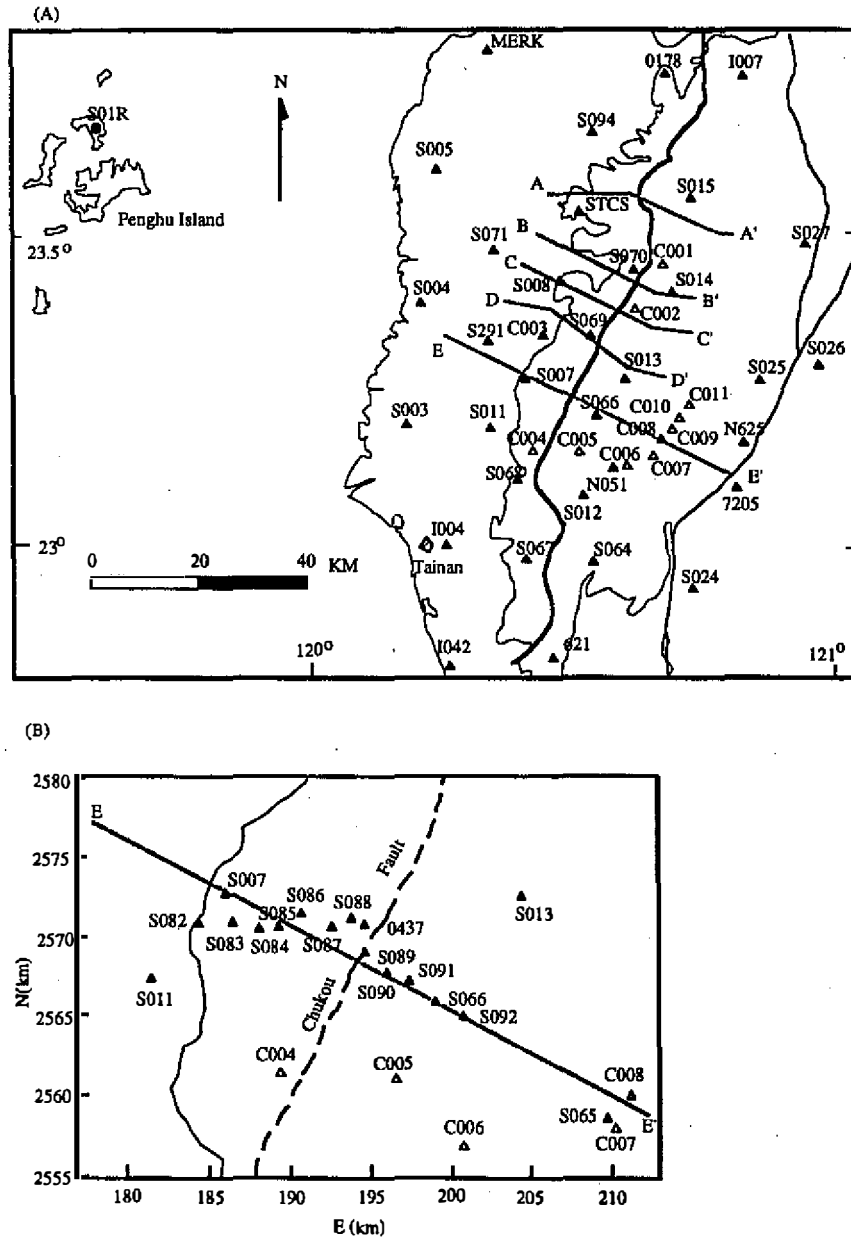 (A)
MERK
0178
I007
N
S01R
S094
S005
Penghu Island
A
STCS
S015
A'
S027
23.5°
B
S071
S070
C001
C
S008
S014
B'
S004
D
C002
C'
S291
C003
S069
E
S013
D'
S026
S007
S025
C010
C011
S003
S011
S066
C008
C009
N625
C004
C005
C006
C007
S068
E'
N051
7205
S012
I004
S067
S064
23°
Tainan
0
20
40
KM
S024
I042
621
120°
121°
(B)
2580
E
2575
S007
S086
S088
Fault
S082
S085
0437
S013
2570
S083
S084
S087
S089
S091
S011
S090
S066
N(km)
2565
S092
Chukou
C004
C005
C008
2560
S065
E'
C006
C007
2555
180
185
190
195
200
205
210
E (km)